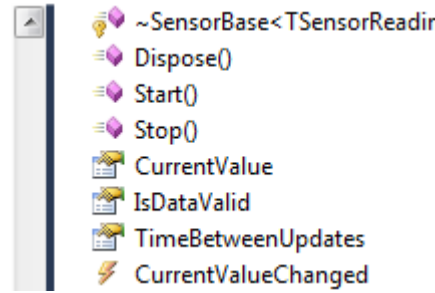 ~SensorBase<TSensorReadin
Dispose()
Start()
Stop()
CurrentValue
IsDataValid
TimeBetweenUpdates
CurrentValueChanged